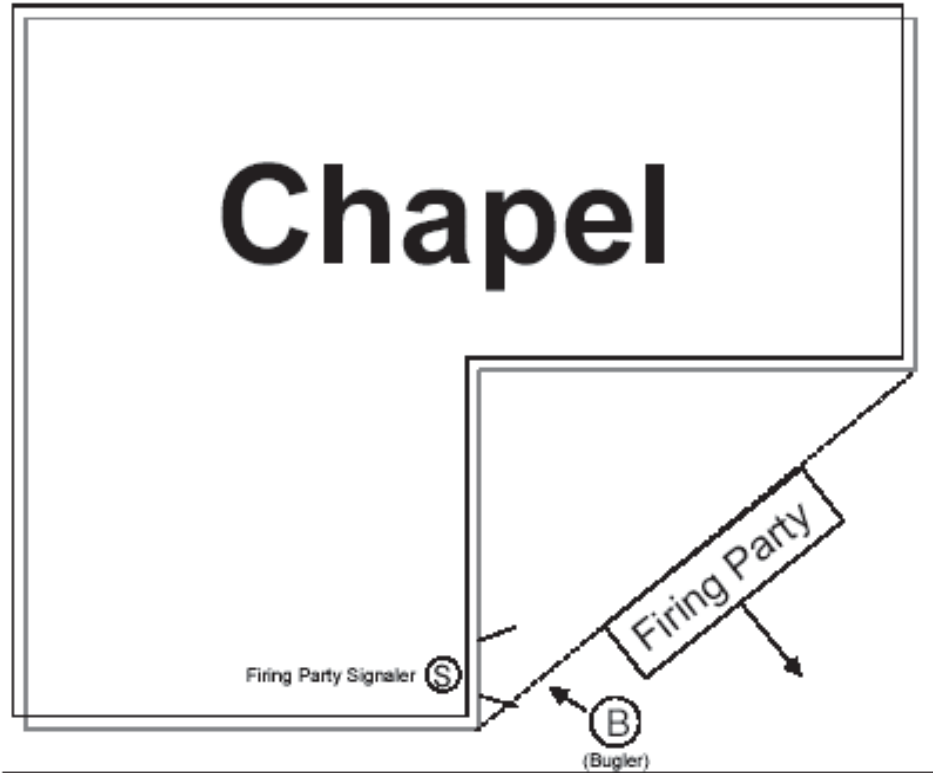 Chapel
Firing Party
Firing Party Signaler S
B
(Bugler)